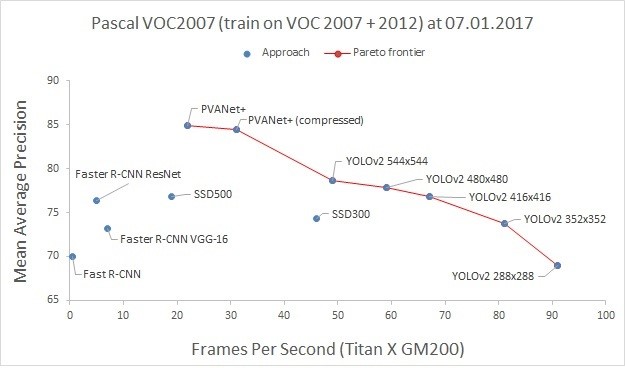 Pascal VOC2007 (train on VOC 2007 + 2012) at 07.01.2017
Approach
Pareto frontier
Mean Average Precision
90
85
80
75
70
65
PVANet+
PVANet+ (compressed)
YOLOv2 544x544
YOLOv2 480x480
Faster R-CNN ResNet
SSD500
YOLOv2 416x416
SSD300
YOLOv2 352x352
Faster R-CNN VGG-16
Fast R-CNN
YOLOv2 288x288
0 10 20 30 40 50 60 70 80 90 100
Frames Per Second (Titan X GM200)